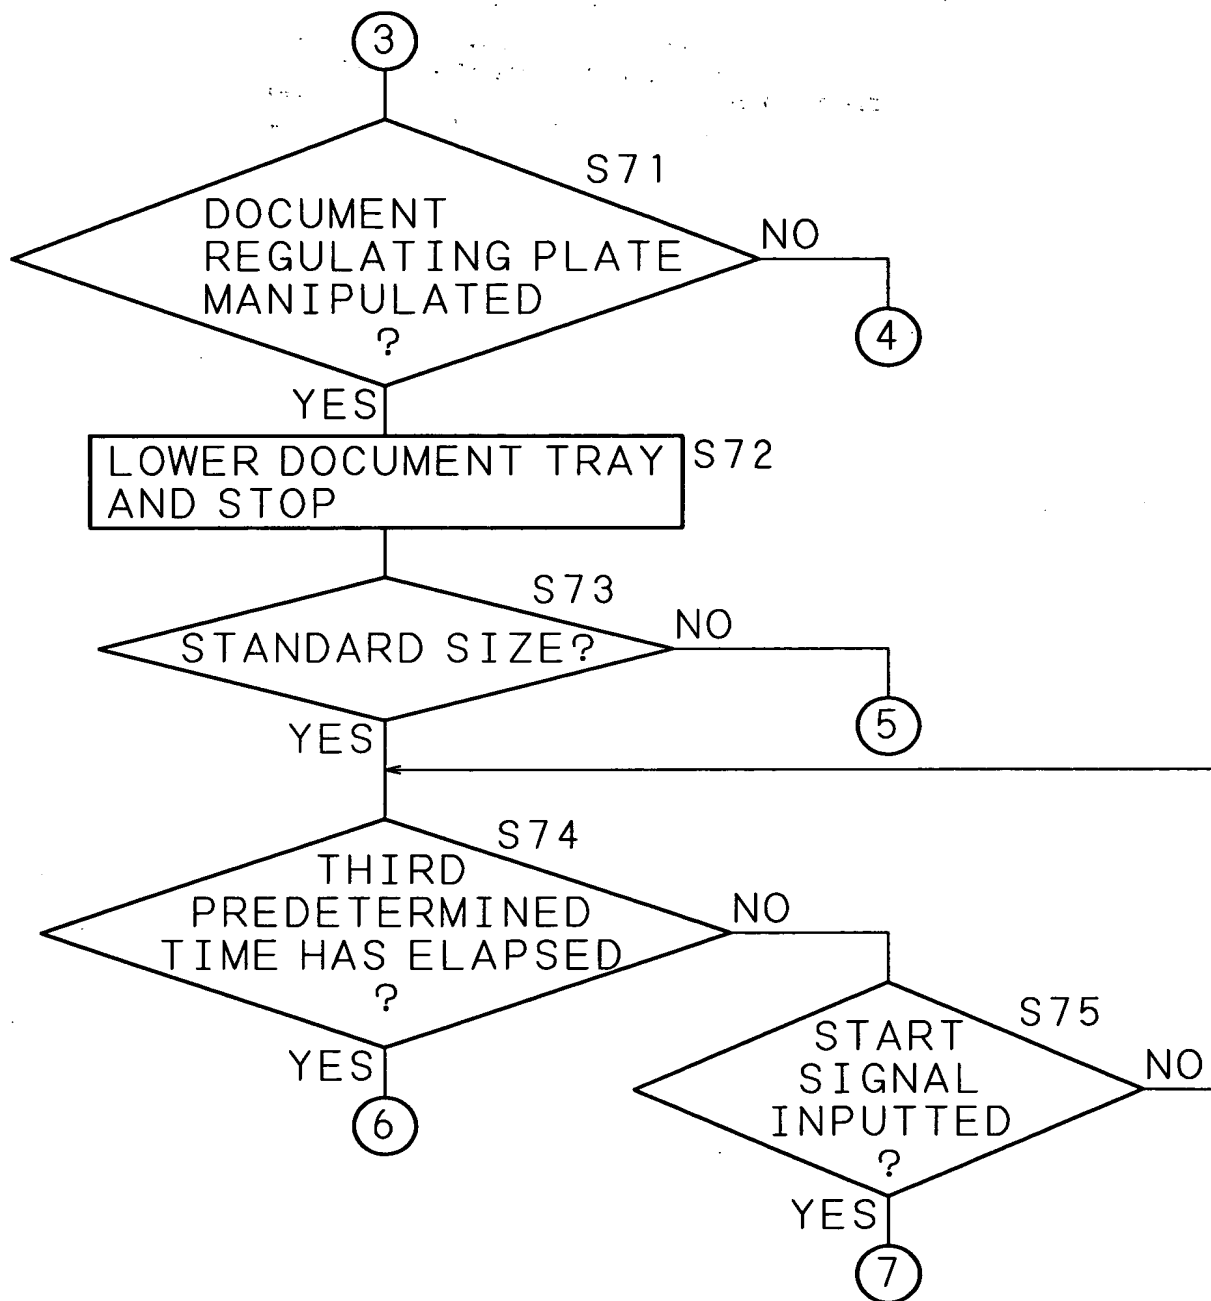 3
S71
DOCUMENT
REGULATING PLATE
MANIPULATED
?
NO
4
YES
LOWER DOCUMENT TRAY
AND STOP
S72
S73
STANDARD SIZE?
NO
5
YES
S74
THIRD
PREDETERMINED
TIME HAS ELAPSED
?
NO
YES
6
S75
START
SIGNAL
INPUTTED
?
NO
YES
7